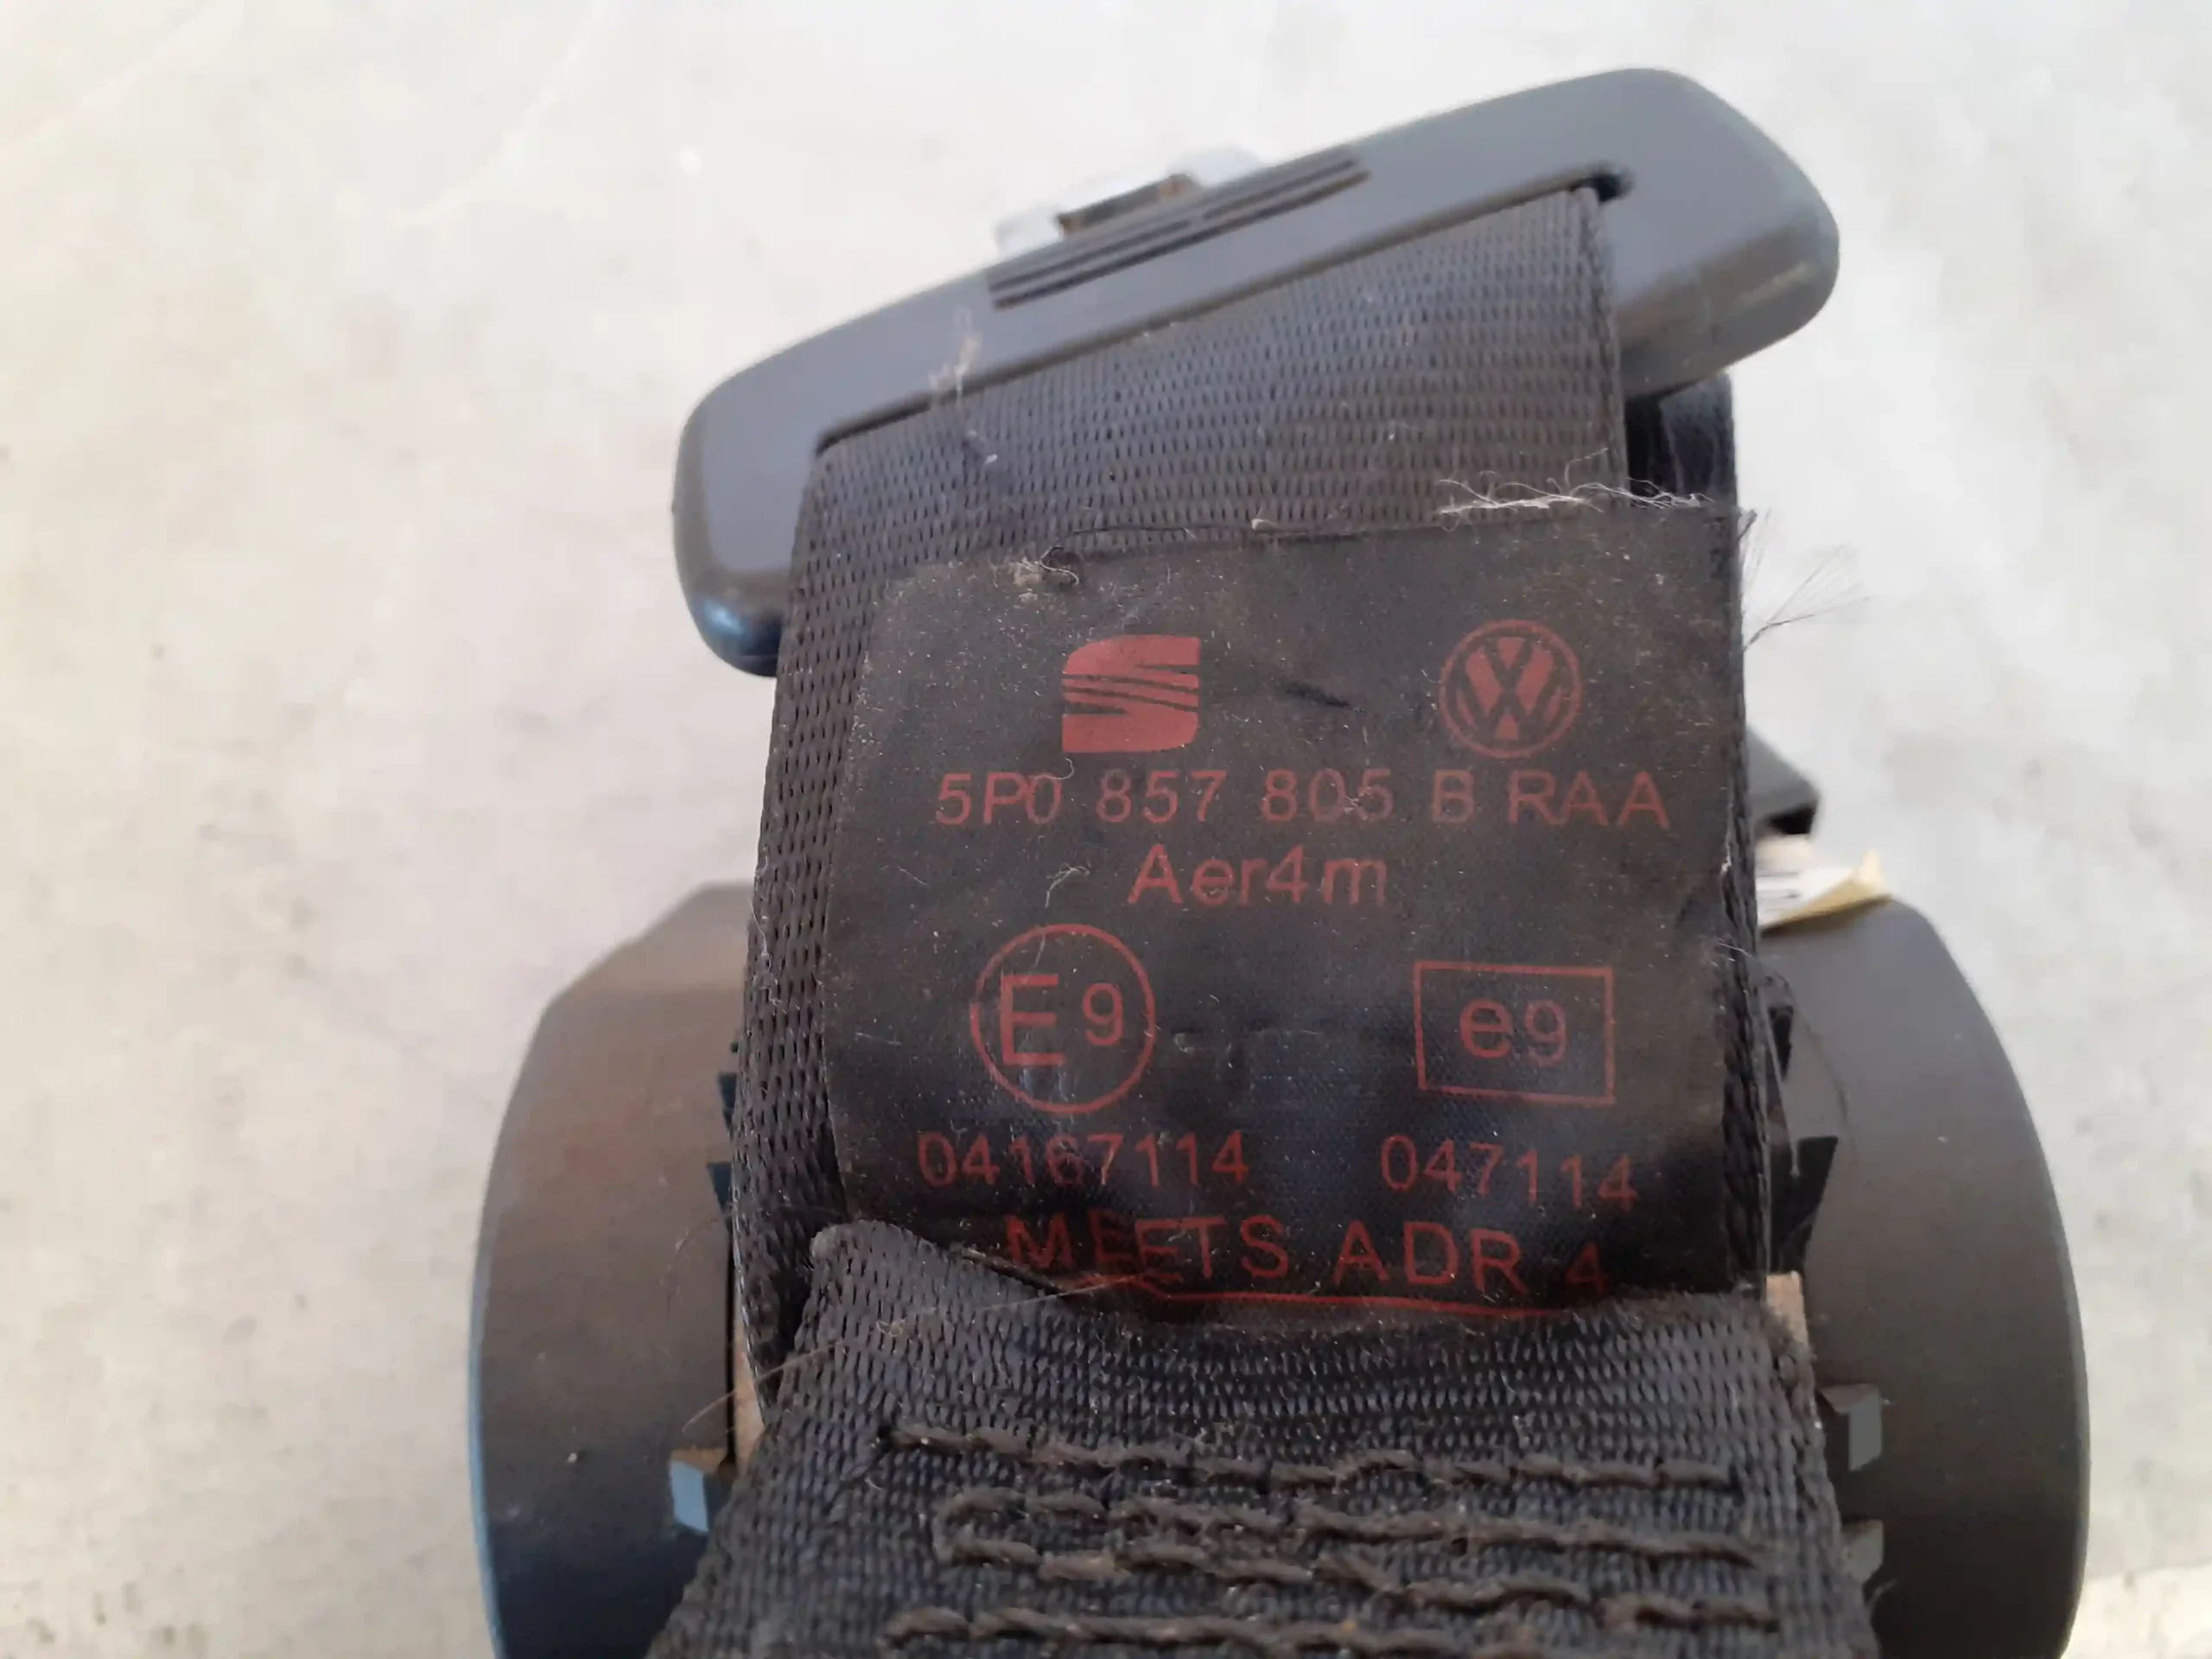 5P0 857 805 B RAA
Aer4m
E9 e9
04167114 047114
MEETS ADR 4